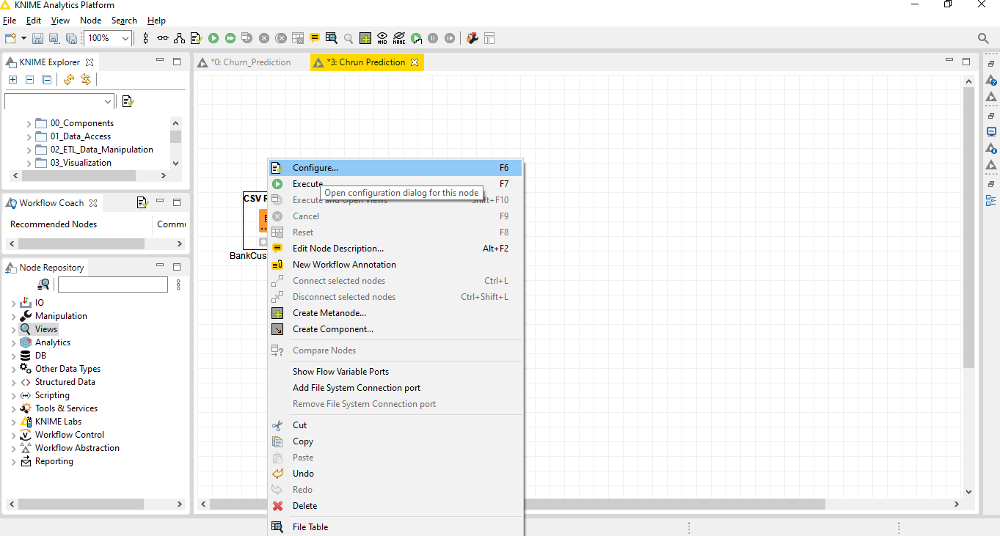 KNIME Analytics Platform
File Edit View Node Search Help
100%
#ID NAME
KNIME Explorer
*0: Churn_Prediction
*3: Chrun Prediction
00_Components
01_Data_Access
02_ETL_Data_Manipulation
03_Visualization
Workflow Coach
Recommended Nodes
Commu
Node Repository
IO
Manipulation
Views
Analytics
DB
Other Data Types
Structured Data
Scripting
Tools & Services
KNIME Labs
Workflow Control
Workflow Abstraction
Reporting
CSV R
BankCus
Configure... F6
Execute F7
Open configuration dialog for this node
Execute and Open Views Shift+F10
Cancel F9
Reset F8
Edit Node Description... Alt+F2
New Workflow Annotation
Connect selected nodes Ctrl+L
Disconnect selected nodes Ctrl+Shift+L
Create Metanode...
Create Component...
Compare Nodes
Show Flow Variable Ports
Add File System Connection port
Remove File System Connection port
Cut
Copy
Paste
Undo
Redo
Delete
File Table